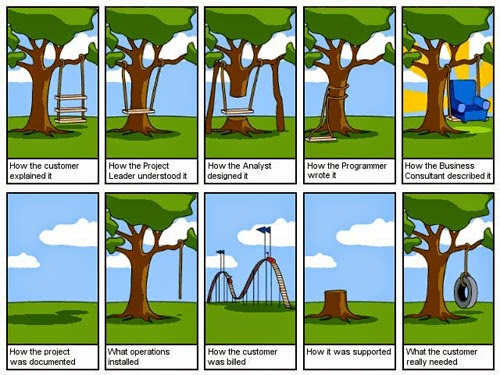 How the customer
explained it
How the Project
Leader understood it
How the Analyst
designed it
How the Programmer
wrote it
How the Business
Consultant described it
How the project
was documented
What operations
installed
How the customer
was billed
How it was supported
What the customer
really needed